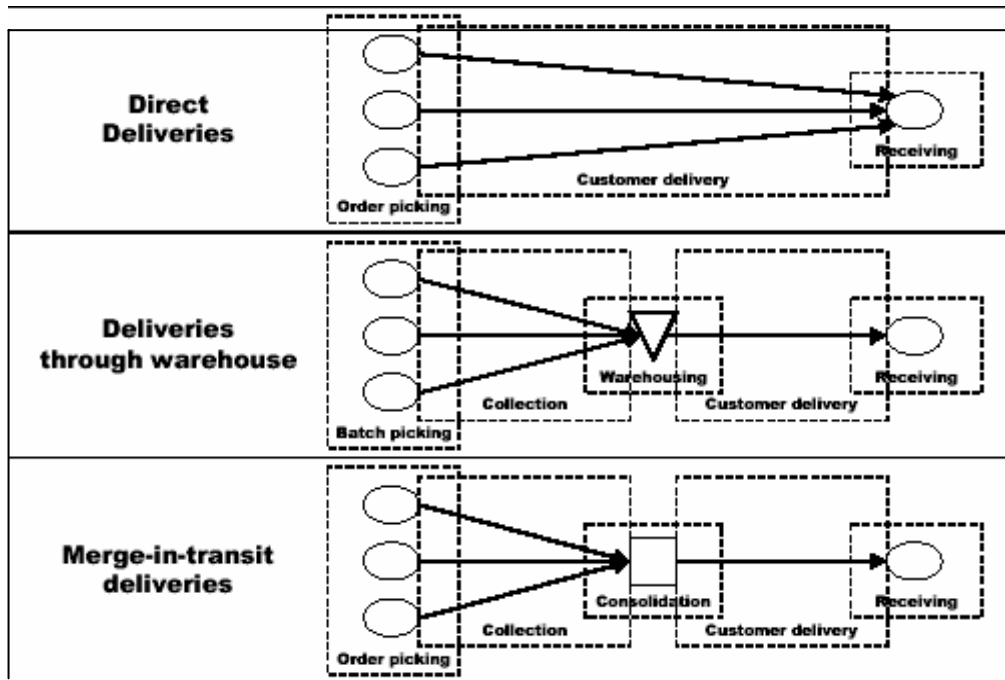 Direct
Deliveries
Receiving
Customer delivery
Order picking
Deliveries
through warehouse
Warehousing
Receiving
Collection
Customer delivery
Batch picking
Merge-in-transit
deliveries
Consolidation
Receiving
Collection
Customer delivery
Order picking